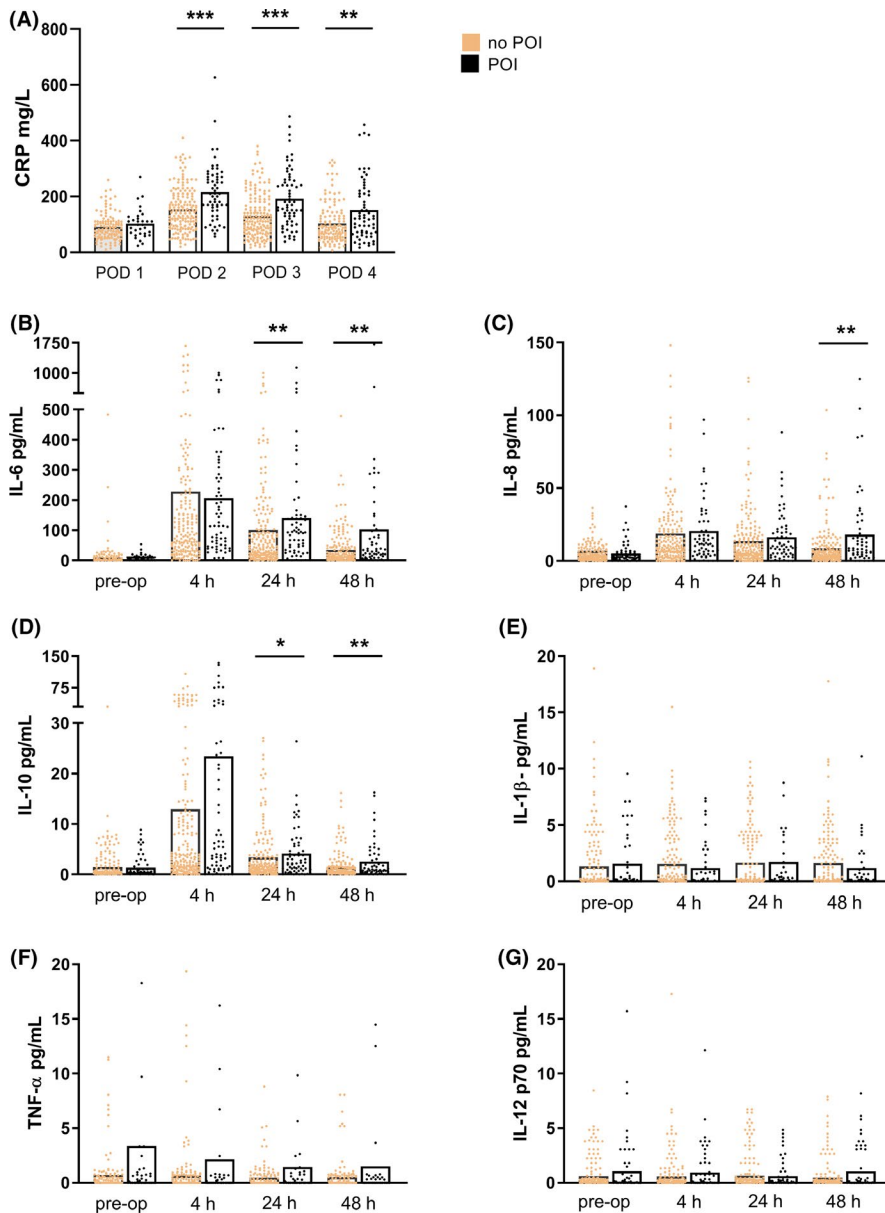 (A)
*** *** **
800
600
400
200
0
CRP mg/L
POD 1 POD 2 POD 3 POD 4
no POI
POI
(B)
** **
1750
1000
500
400
300
200
100
0
IL-6 pg/mL
pre-op 4 h 24 h 48 h
(C)
**
150
100
50
0
IL-8 pg/mL
pre-op 4 h 24 h 48 h
(D)
* **
150
75
30
20
10
0
IL-10 pg/mL
pre-op 4 h 24 h 48 h
(E)
20
15
10
5
0
IL-1β- pg/mL
pre-op 4 h 24 h 48 h
(F)
20
15
10
5
0
TNF-α pg/mL
pre-op 4 h 24 h 48 h
(G)
20
15
10
5
0
IL-12 p70 pg/mL
pre-op 4 h 24 h 48 h